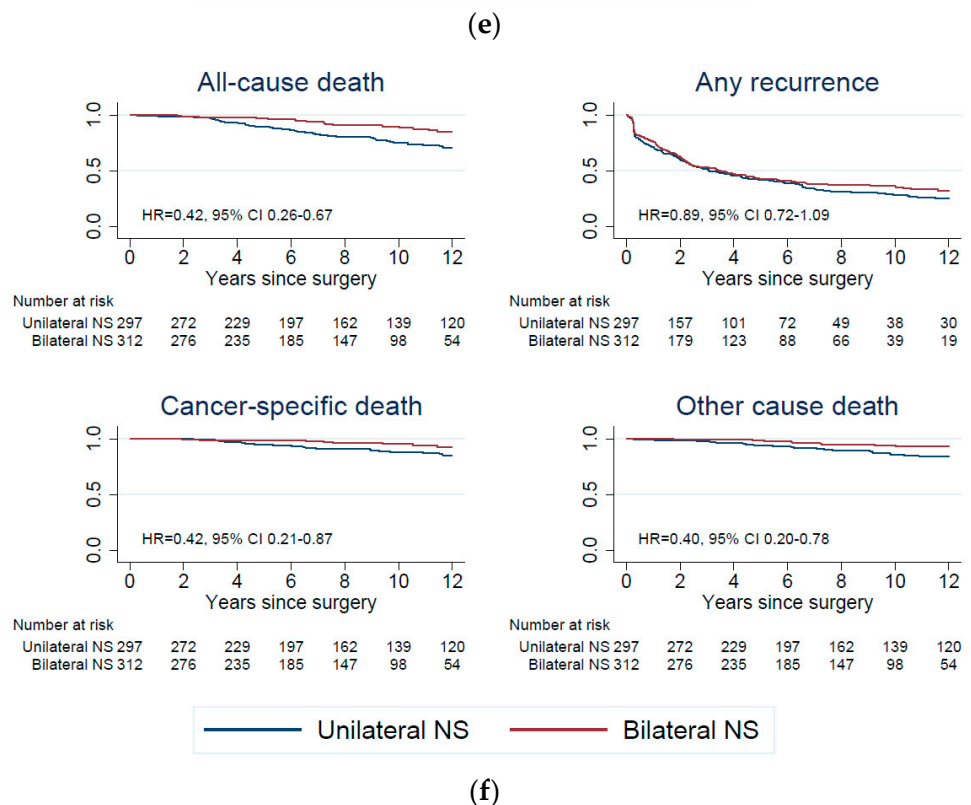 (e)
All-cause death
1.0
0.5
0.0
HR=0.42, 95% CI 0.26-0.67
0 2 4 6 8 10 12
Years since surgery
Number at risk
Unilateral NS 297 272 229 197 162 139 120
Bilateral NS 312 276 235 185 147 98 54
Any recurrence
1.0
0.5
0.0
HR=0.89, 95% CI 0.72-1.09
0 2 4 6 8 10 12
Years since surgery
Number at risk
Unilateral NS 297 157 101 72 49 38 30
Bilateral NS 312 179 123 88 66 39 19
Cancer-specific death
1.0
0.5
0.0
HR=0.42, 95% CI 0.21-0.87
0 2 4 6 8 10 12
Years since surgery
Number at risk
Unilateral NS 297 272 229 197 162 139 120
Bilateral NS 312 276 235 185 147 98 54
Other cause death
1.0
0.5
0.0
HR=0.40, 95% CI 0.20-0.78
0 2 4 6 8 10 12
Years since surgery
Number at risk
Unilateral NS 297 272 229 197 162 139 120
Bilateral NS 312 276 235 185 147 98 54
Unilateral NS Bilateral NS
(f)